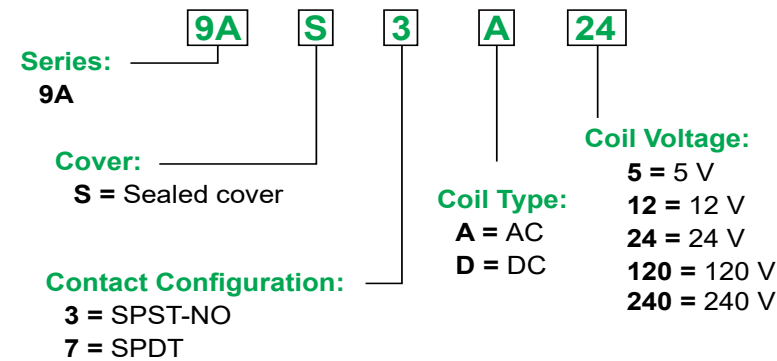 9A S 3 A 24
Series:
9A
Cover:
S = Sealed cover
Contact Configuration:
3 = SPST-NO
7 = SPDT
Coil Type:
A = AC
D = DC
Coil Voltage:
5 = 5 V
12 = 12 V
24 = 24 V
120 = 120 V
240 = 240 V